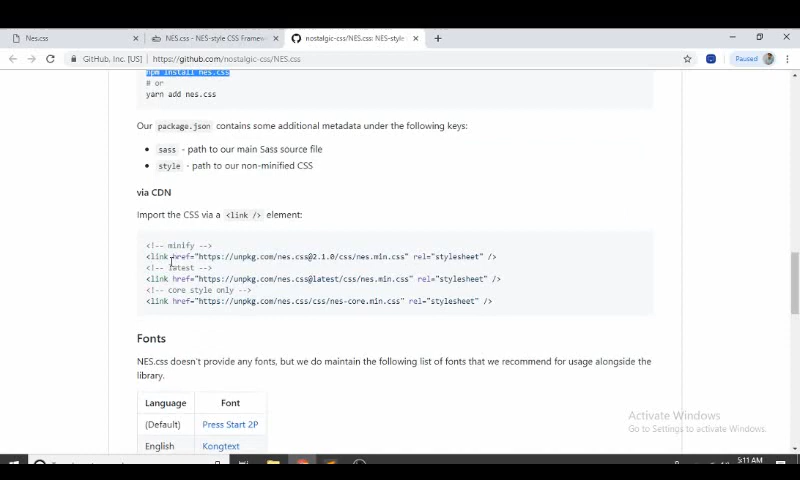 Nes.css
NES.css - NES-style CSS Framew
nostalgic-css/NES.css: NES-style
GitHub, Inc. [US]
https://github.com/nostalgic-css/NES.css
Paused
npm install nes.css
# or
yarn add nes.css
Our package.json contains some additional metadata under the following keys:
sass - path to our main Sass source file
style - path to our non-minified CSS
via CDN
Import the CSS via a <link /> element:
<!-- minify -->
<link href="https://unpkg.com/nes.css@2.1.0/css/nes.min.css" rel="stylesheet" />
<!-- latest -->
<link href="https://unpkg.com/nes.css@latest/css/nes.min.css" rel="stylesheet" />
<!-- core style only -->
<link href="https://unpkg.com/nes.css/css/nes-core.min.css" rel="stylesheet" />
Fonts
NES.css doesn't provide any fonts, but we do maintain the following list of fonts that we recommend for usage alongside the
library.
Language Font
(Default) Press Start 2P
English Kongtext
Activate Windows
Go to Settings to activate Windows.
5:11 AM